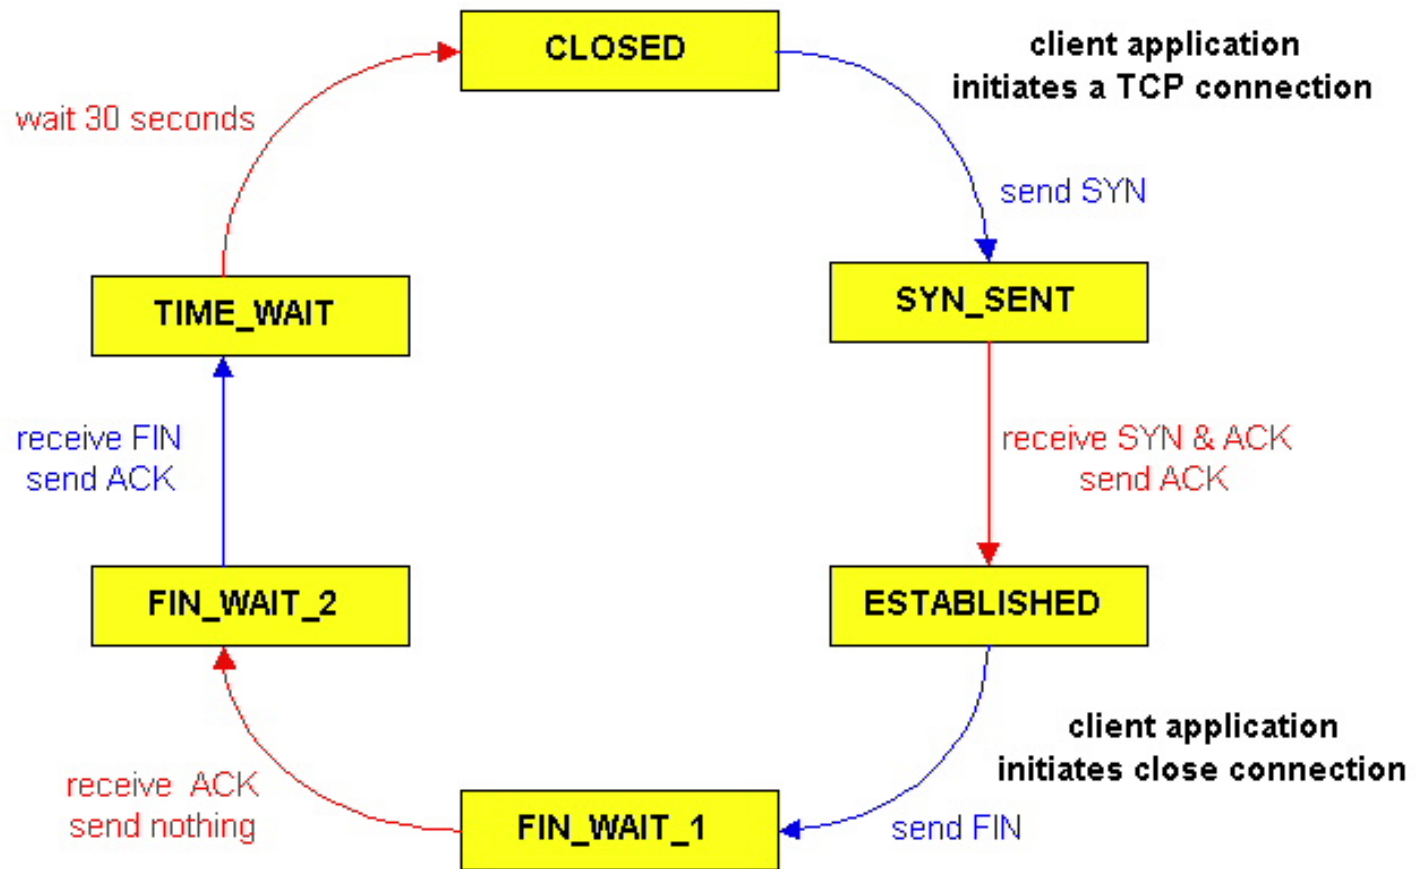 CLOSED
client application
initiates a TCP connection
wait 30 seconds
send SYN
TIME_WAIT
SYN_SENT
receive FIN
send ACK
receive SYN & ACK
send ACK
FIN_WAIT_2
ESTABLISHED
client application
initiates close connection
receive ACK
send nothing
FIN_WAIT_1
send FIN